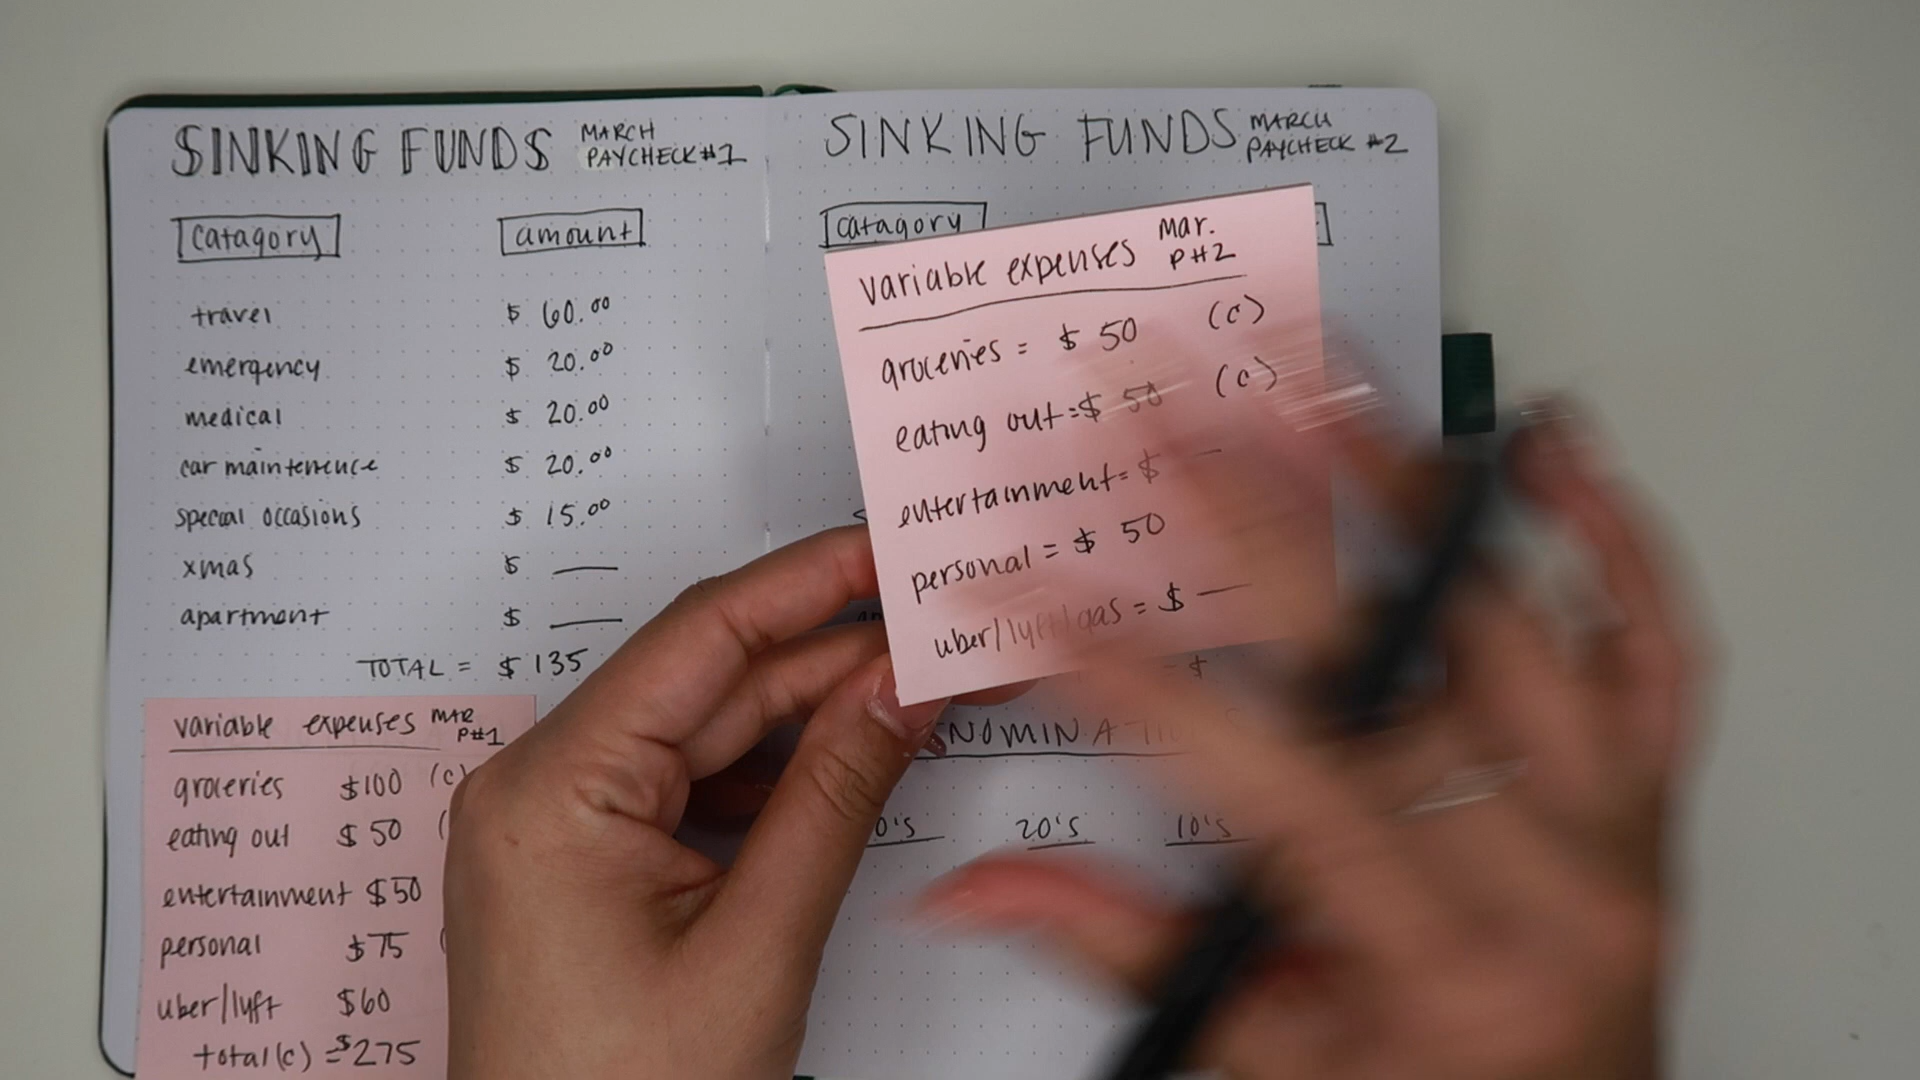 SINKING FUNDS MARCH PAYCHECK #1
catagory amount
travel $ 60.00
emergency $ 20.00
medical $ 20.00
car maintenence $ 20.00
special occasions $ 15.00
xmas $ —
apartment $ —
TOTAL = $ 135
variable expenses MAR P#1
groceries $100 (c)
eating out $ 50 (
entertainment $50
personal $75 (
uber/lyft $60
total (c) = $275
SINKING FUNDS MARCH PAYCHECK #2
catagory
variable expenses Mar. P#2
groceries = $ 50 (c)
eating out = $ 50 (c)
entertainment = $ —
personal = $ 50
uber/lyft/gas = $ —
= $
0's 20's 10's